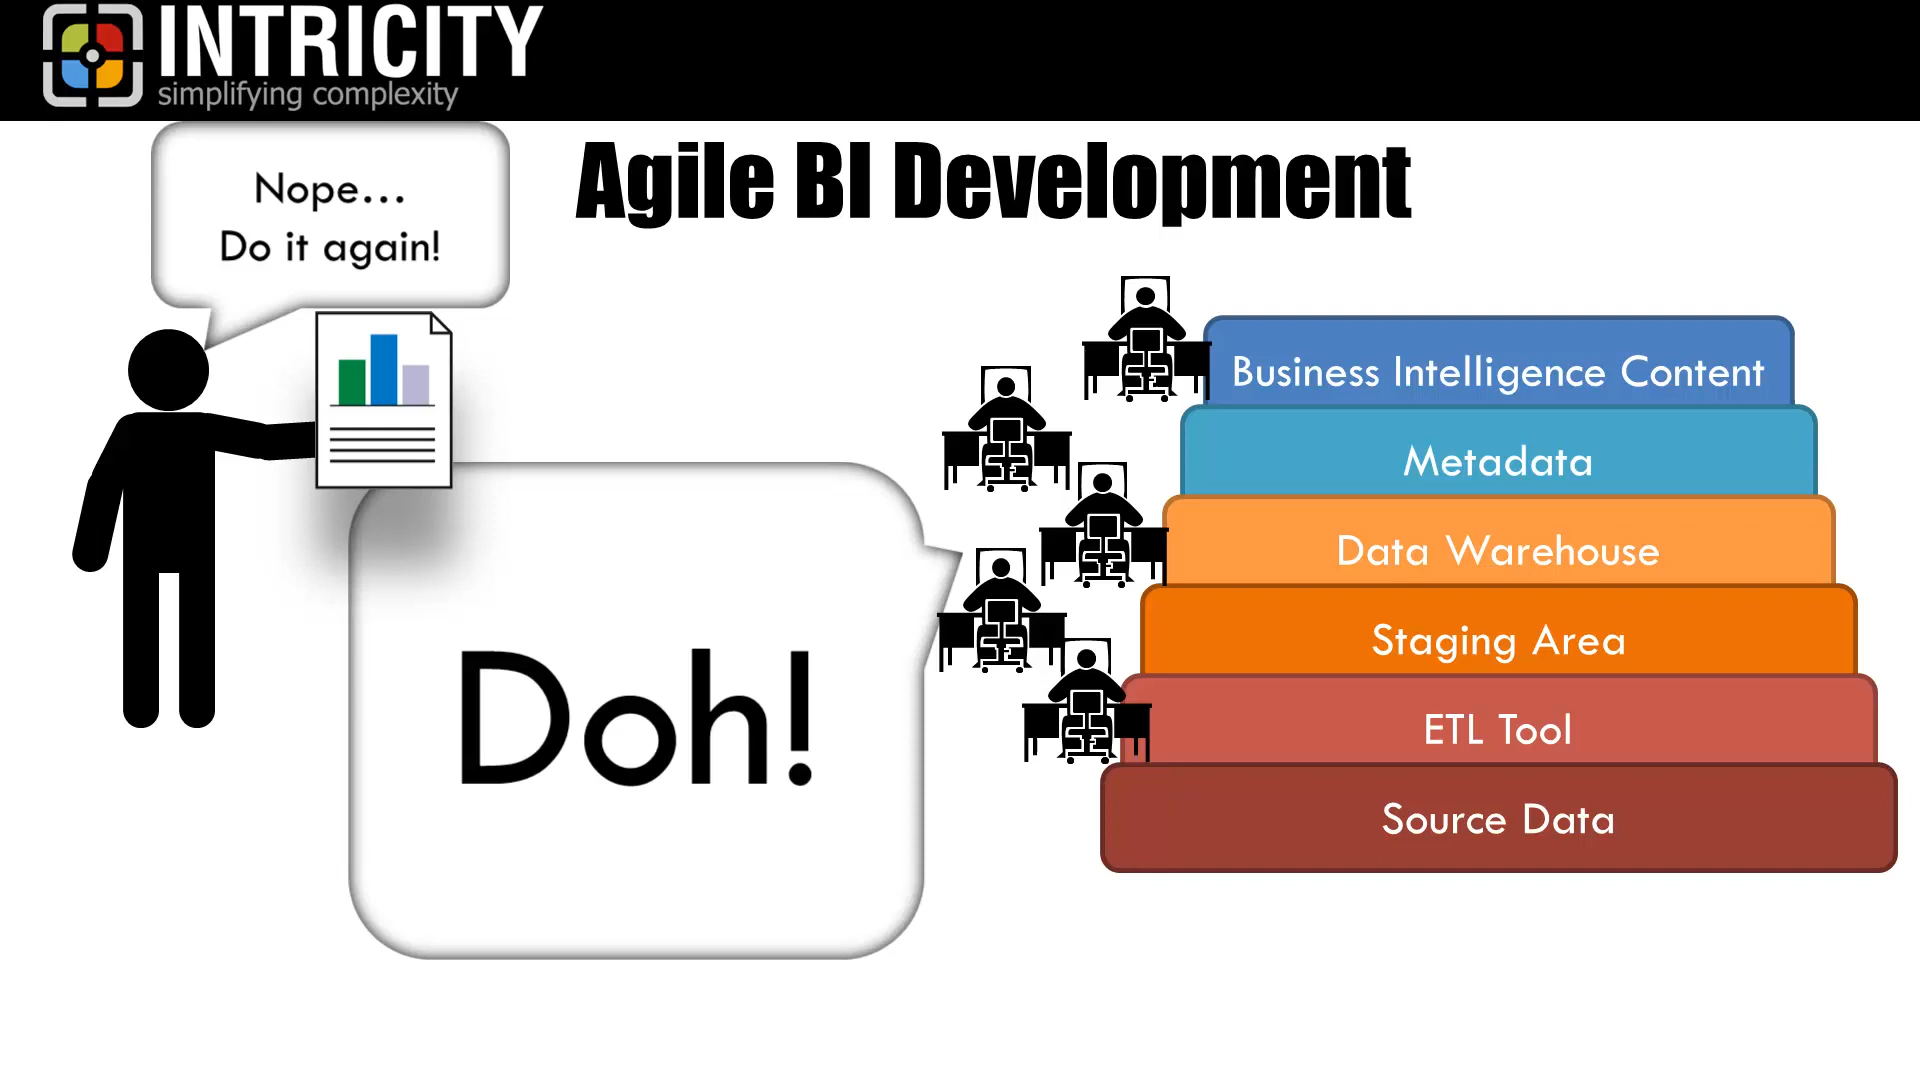 INTRICITY
simplifying complexity
Agile BI Development
Nope...
Do it again!
Doh!
Business Intelligence Content
Metadata
Data Warehouse
Staging Area
ETL Tool
Source Data